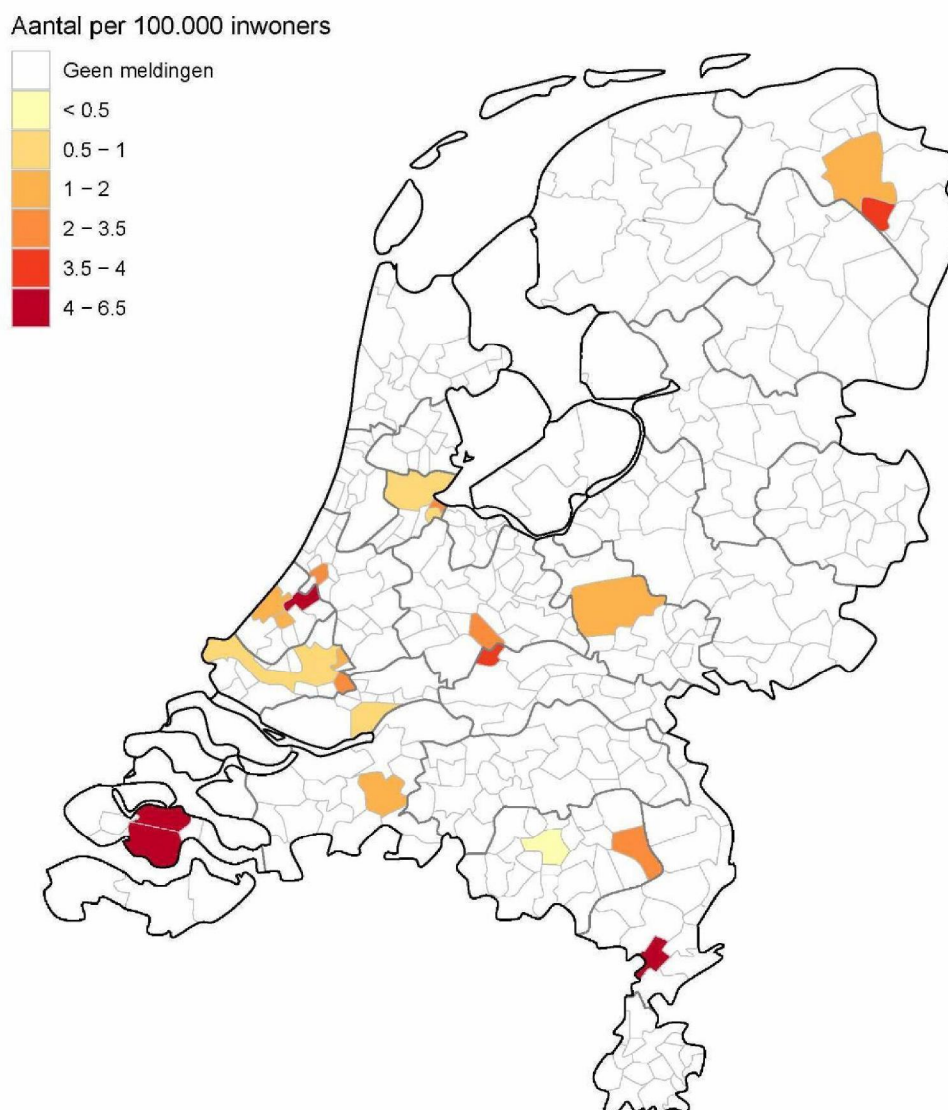 Aantal per 100.000 inwoners
Geen meldingen
< 0.5
0.5 – 1
1 – 2
2 – 3.5
3.5 – 4
4 – 6.5